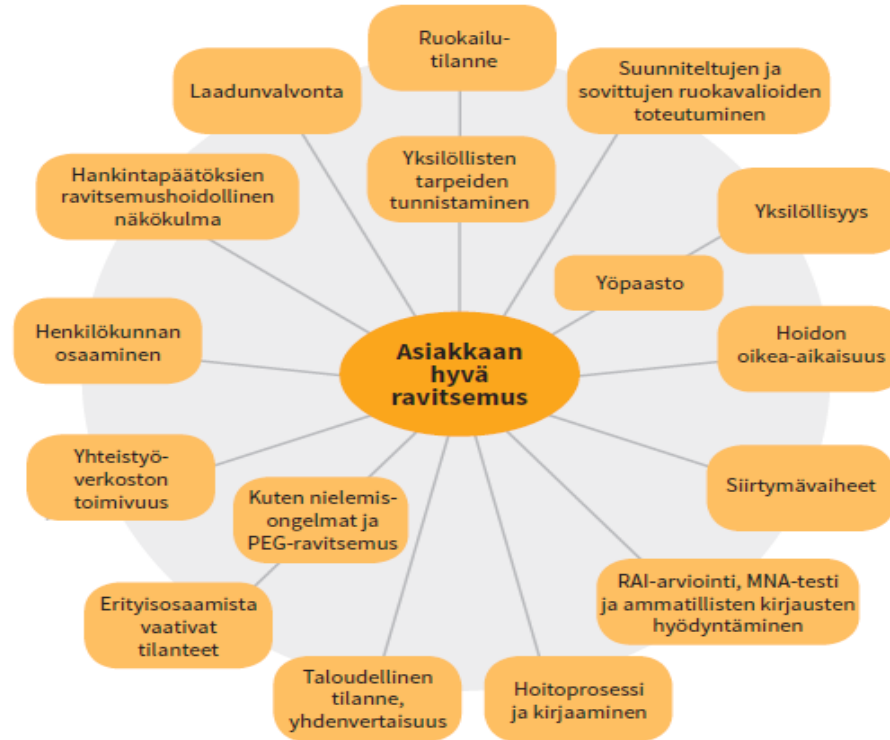 Ruokailu-
tilanne
Laadunvalvonta
Suunniteltujen ja
sovittujen ruokavalioiden
toteutuminen
Yksilöllisten
tarpeiden
tunnistaminen
Hankintapäätöksien
ravitsemushoidollinen
näkökulma
Yksilöllisyys
Yöpaasto
Henkilökunnan
osaaminen
Asiakkaan
hyvä
ravitsemus
Hoidon
oikea-aikaisuus
Yhteistyö-
verkoston
toimivuus
Kuten nielemis-
ongelmat ja
PEG-ravitsemus
Siirtymävaiheet
Erityisosaamista
vaativat
tilanteet
RAI-arviointi, MNA-testi
ja ammatillisten kirjausten
hyödyntäminen
Taloudellinen
tilanne,
yhdenvertaisuus
Hoitoprosessi
ja kirjaaminen